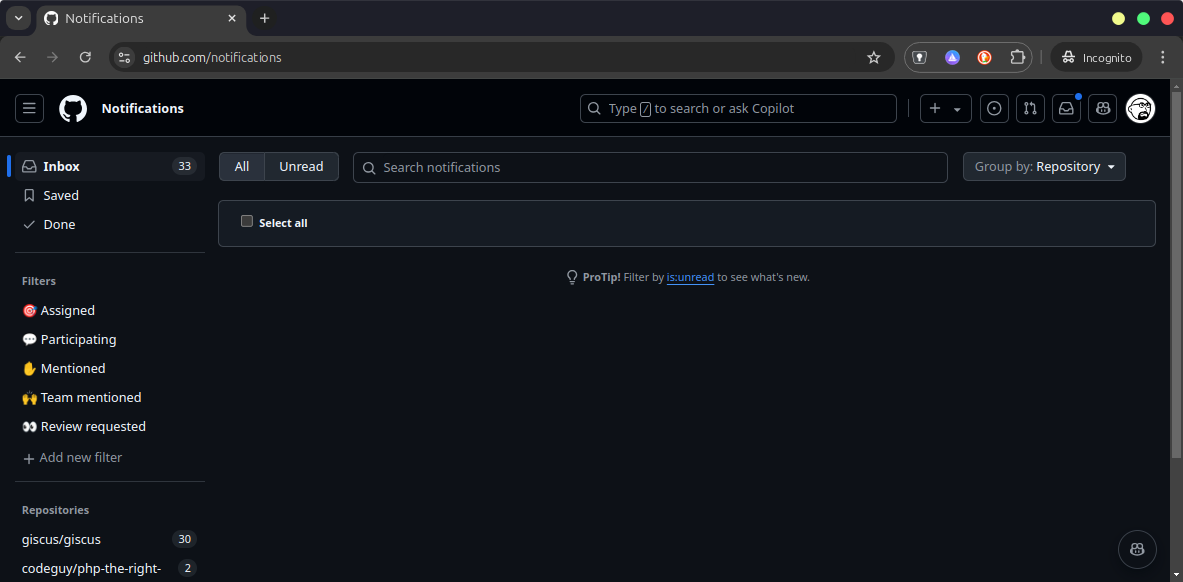 Notifications
github.com/notifications
Incognito
Notifications
Type / to search or ask Copilot
Inbox 33
Saved
Done
All Unread
Search notifications
Group by: Repository
Select all
ProTip! Filter by is:unread to see what's new.
Filters
🎯 Assigned
💬 Participating
✋ Mentioned
🙌 Team mentioned
👀 Review requested
Add new filter
Repositories
giscus/giscus 30
codeguy/php-the-right- 2